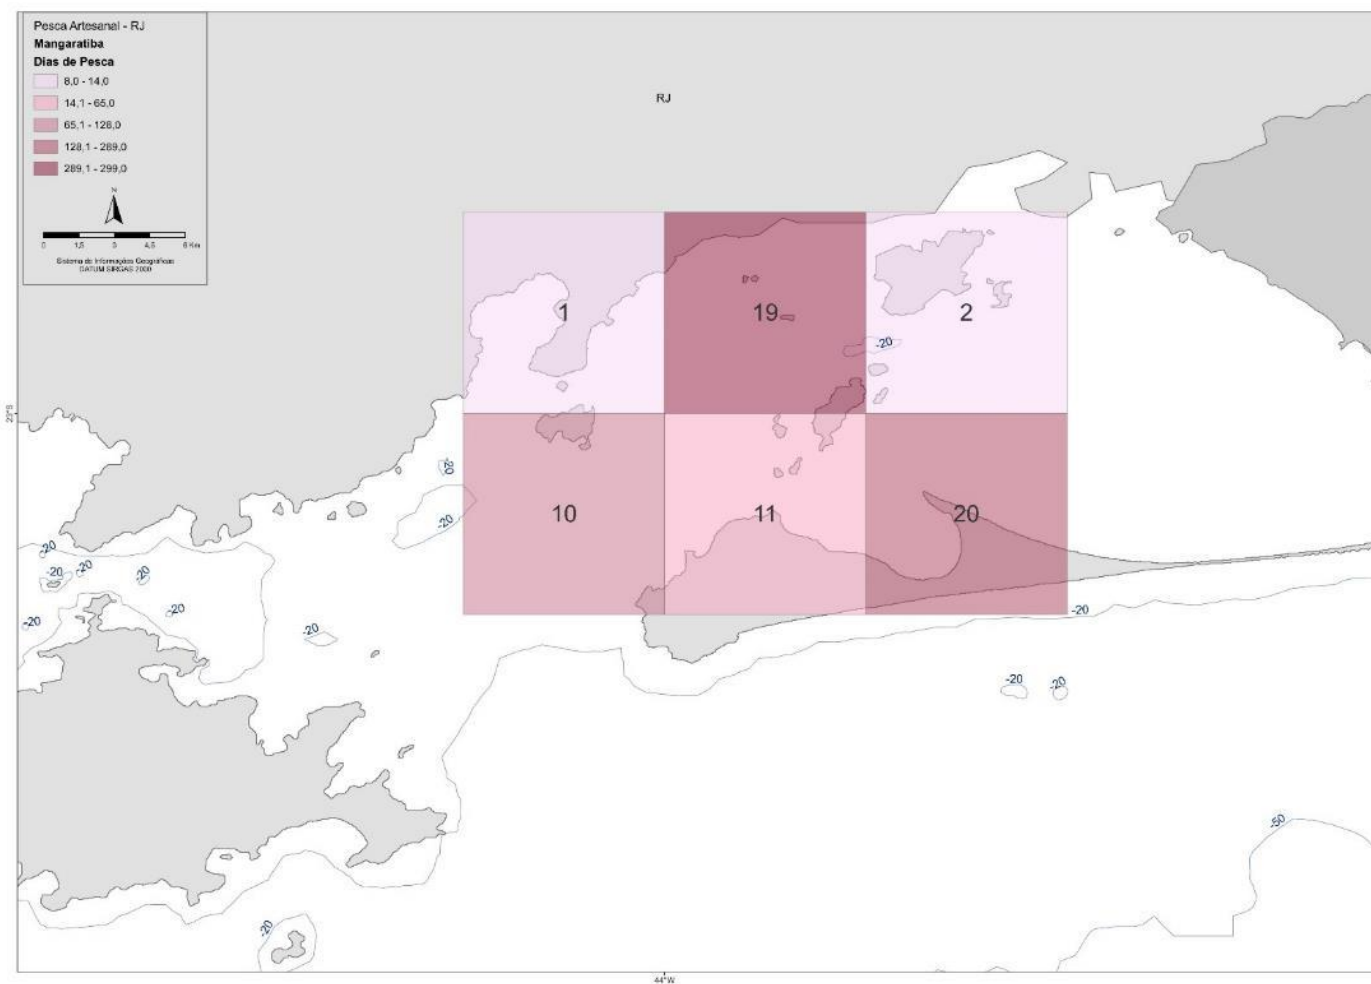 Pesca Artesanal - RJ
Mangaratiba
Dias de Pesca
8,0 - 14,0
14,1 - 65,0
65,1 - 128,0
128,1 - 289,0
289,1 - 299,0
N
0 1,5 3 4,5 6 Km
Sistema de Informações Geográficas
DATUM SIRGAS 2000
RJ
1
19
2
-20
23°S
-20
-20
10
11
20
-20
-20
-20
-20
-20
-20
-20
-20
-20
-20
-50
-20
44°W